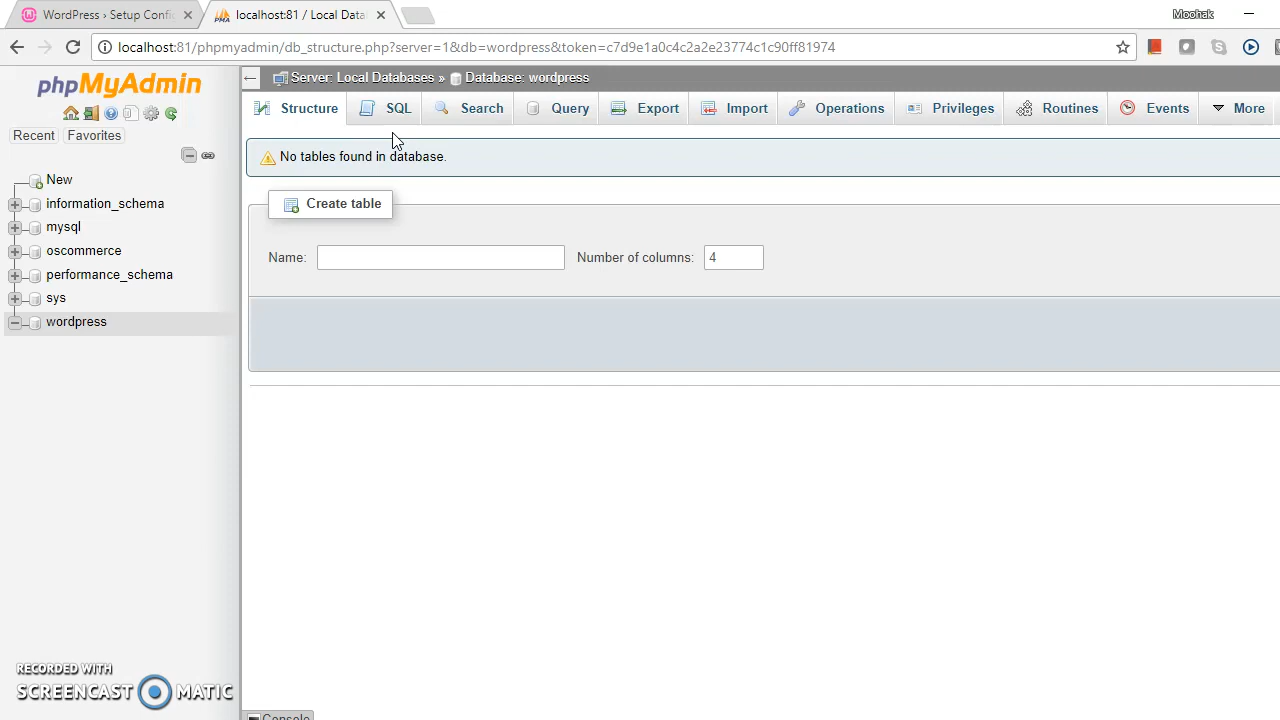 WordPress › Setup Confi
localhost:81 / Local Data
Moohak
localhost:81/phpmyadmin/db_structure.php?server=1&db=wordpress&token=c7d9e1a0c4c2a2e23774c1c90ff81974
phpMyAdmin
Recent
Favorites
New
information_schema
mysql
oscommerce
performance_schema
sys
wordpress
Server: Local Databases » Database: wordpress
Structure
SQL
Search
Query
Export
Import
Operations
Privileges
Routines
Events
More
No tables found in database.
Create table
Name:
Number of columns: 4
RECORDED WITH
SCREENCAST MATIC
Console